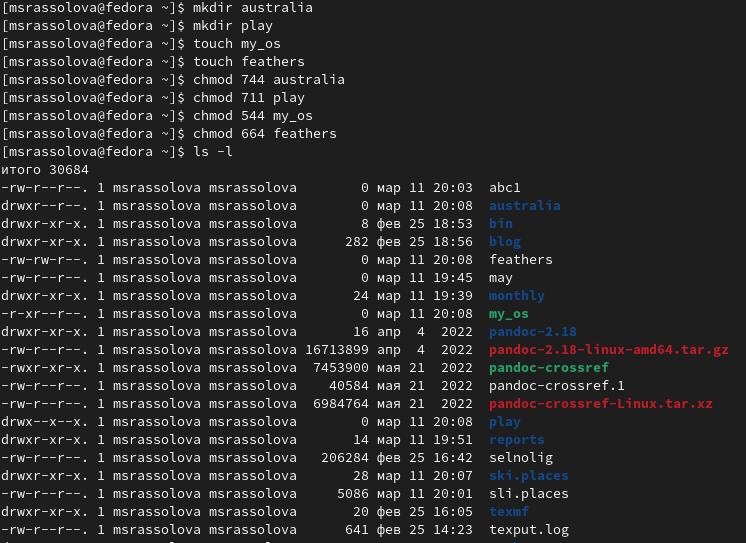 [msrassolova@fedora ~]$ mkdir australia
[msrassolova@fedora ~]$ mkdir play
[msrassolova@fedora ~]$ touch my_os
[msrassolova@fedora ~]$ touch feathers
[msrassolova@fedora ~]$ chmod 744 australia
[msrassolova@fedora ~]$ chmod 711 play
[msrassolova@fedora ~]$ chmod 544 my_os
[msrassolova@fedora ~]$ chmod 664 feathers
[msrassolova@fedora ~]$ ls -l
итого 30684
-rw-r--r--. 1 msrassolova msrassolova        0 мар 11 20:03  abc1
drwxr--r--. 1 msrassolova msrassolova        0 мар 11 20:08  australia
drwxr-xr-x. 1 msrassolova msrassolova        8 фев 25 18:53  bin
drwxr-xr-x. 1 msrassolova msrassolova      282 фев 25 18:56  blog
-rw-rw-r--. 1 msrassolova msrassolova        0 мар 11 20:08  feathers
-rw-r--r--. 1 msrassolova msrassolova        0 мар 11 19:45  may
drwxr-xr-x. 1 msrassolova msrassolova       24 мар 11 19:39  monthly
-r-xr--r--. 1 msrassolova msrassolova        0 мар 11 20:08  my_os
drwxr-xr-x. 1 msrassolova msrassolova       16 апр  4  2022  pandoc-2.18
-rw-r--r--. 1 msrassolova msrassolova 16713899 апр  4  2022  pandoc-2.18-linux-amd64.tar.gz
-rwxr-xr-x. 1 msrassolova msrassolova  7453900 мая 21  2022  pandoc-crossref
-rw-r--r--. 1 msrassolova msrassolova    40584 мая 21  2022  pandoc-crossref.1
-rw-r--r--. 1 msrassolova msrassolova  6984764 мая 21  2022  pandoc-crossref-Linux.tar.xz
drwx--x--x. 1 msrassolova msrassolova        0 мар 11 20:08  play
drwxr-xr-x. 1 msrassolova msrassolova       14 мар 11 19:51  reports
-rw-r--r--. 1 msrassolova msrassolova   206284 фев 25 16:42  selnolig
drwxr-xr-x. 1 msrassolova msrassolova       28 мар 11 20:07  ski.places
-rw-r--r--. 1 msrassolova msrassolova     5086 мар 11 20:01  sli.places
drwxr-xr-x. 1 msrassolova msrassolova       20 фев 25 16:05  texmf
-rw-r--r--. 1 msrassolova msrassolova      641 фев 25 14:23  texput.log